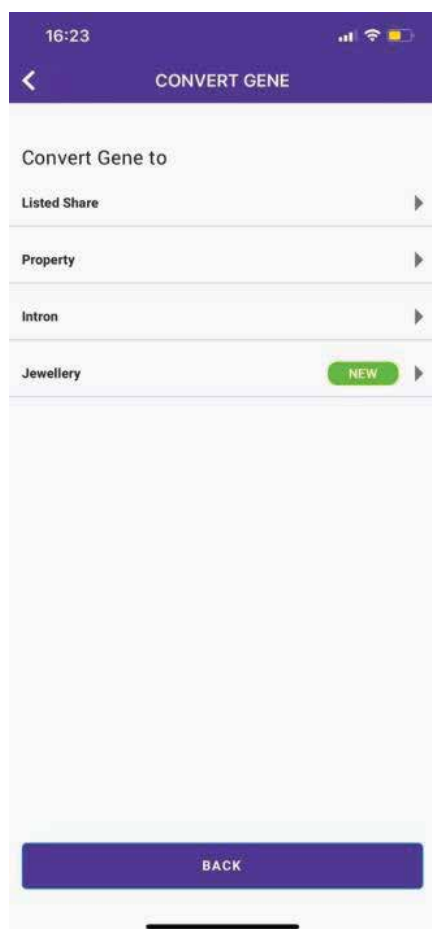 16:23
CONVERT GENE
Convert Gene to
Listed Share
Property
Intron
Jewellery NEW
BACK